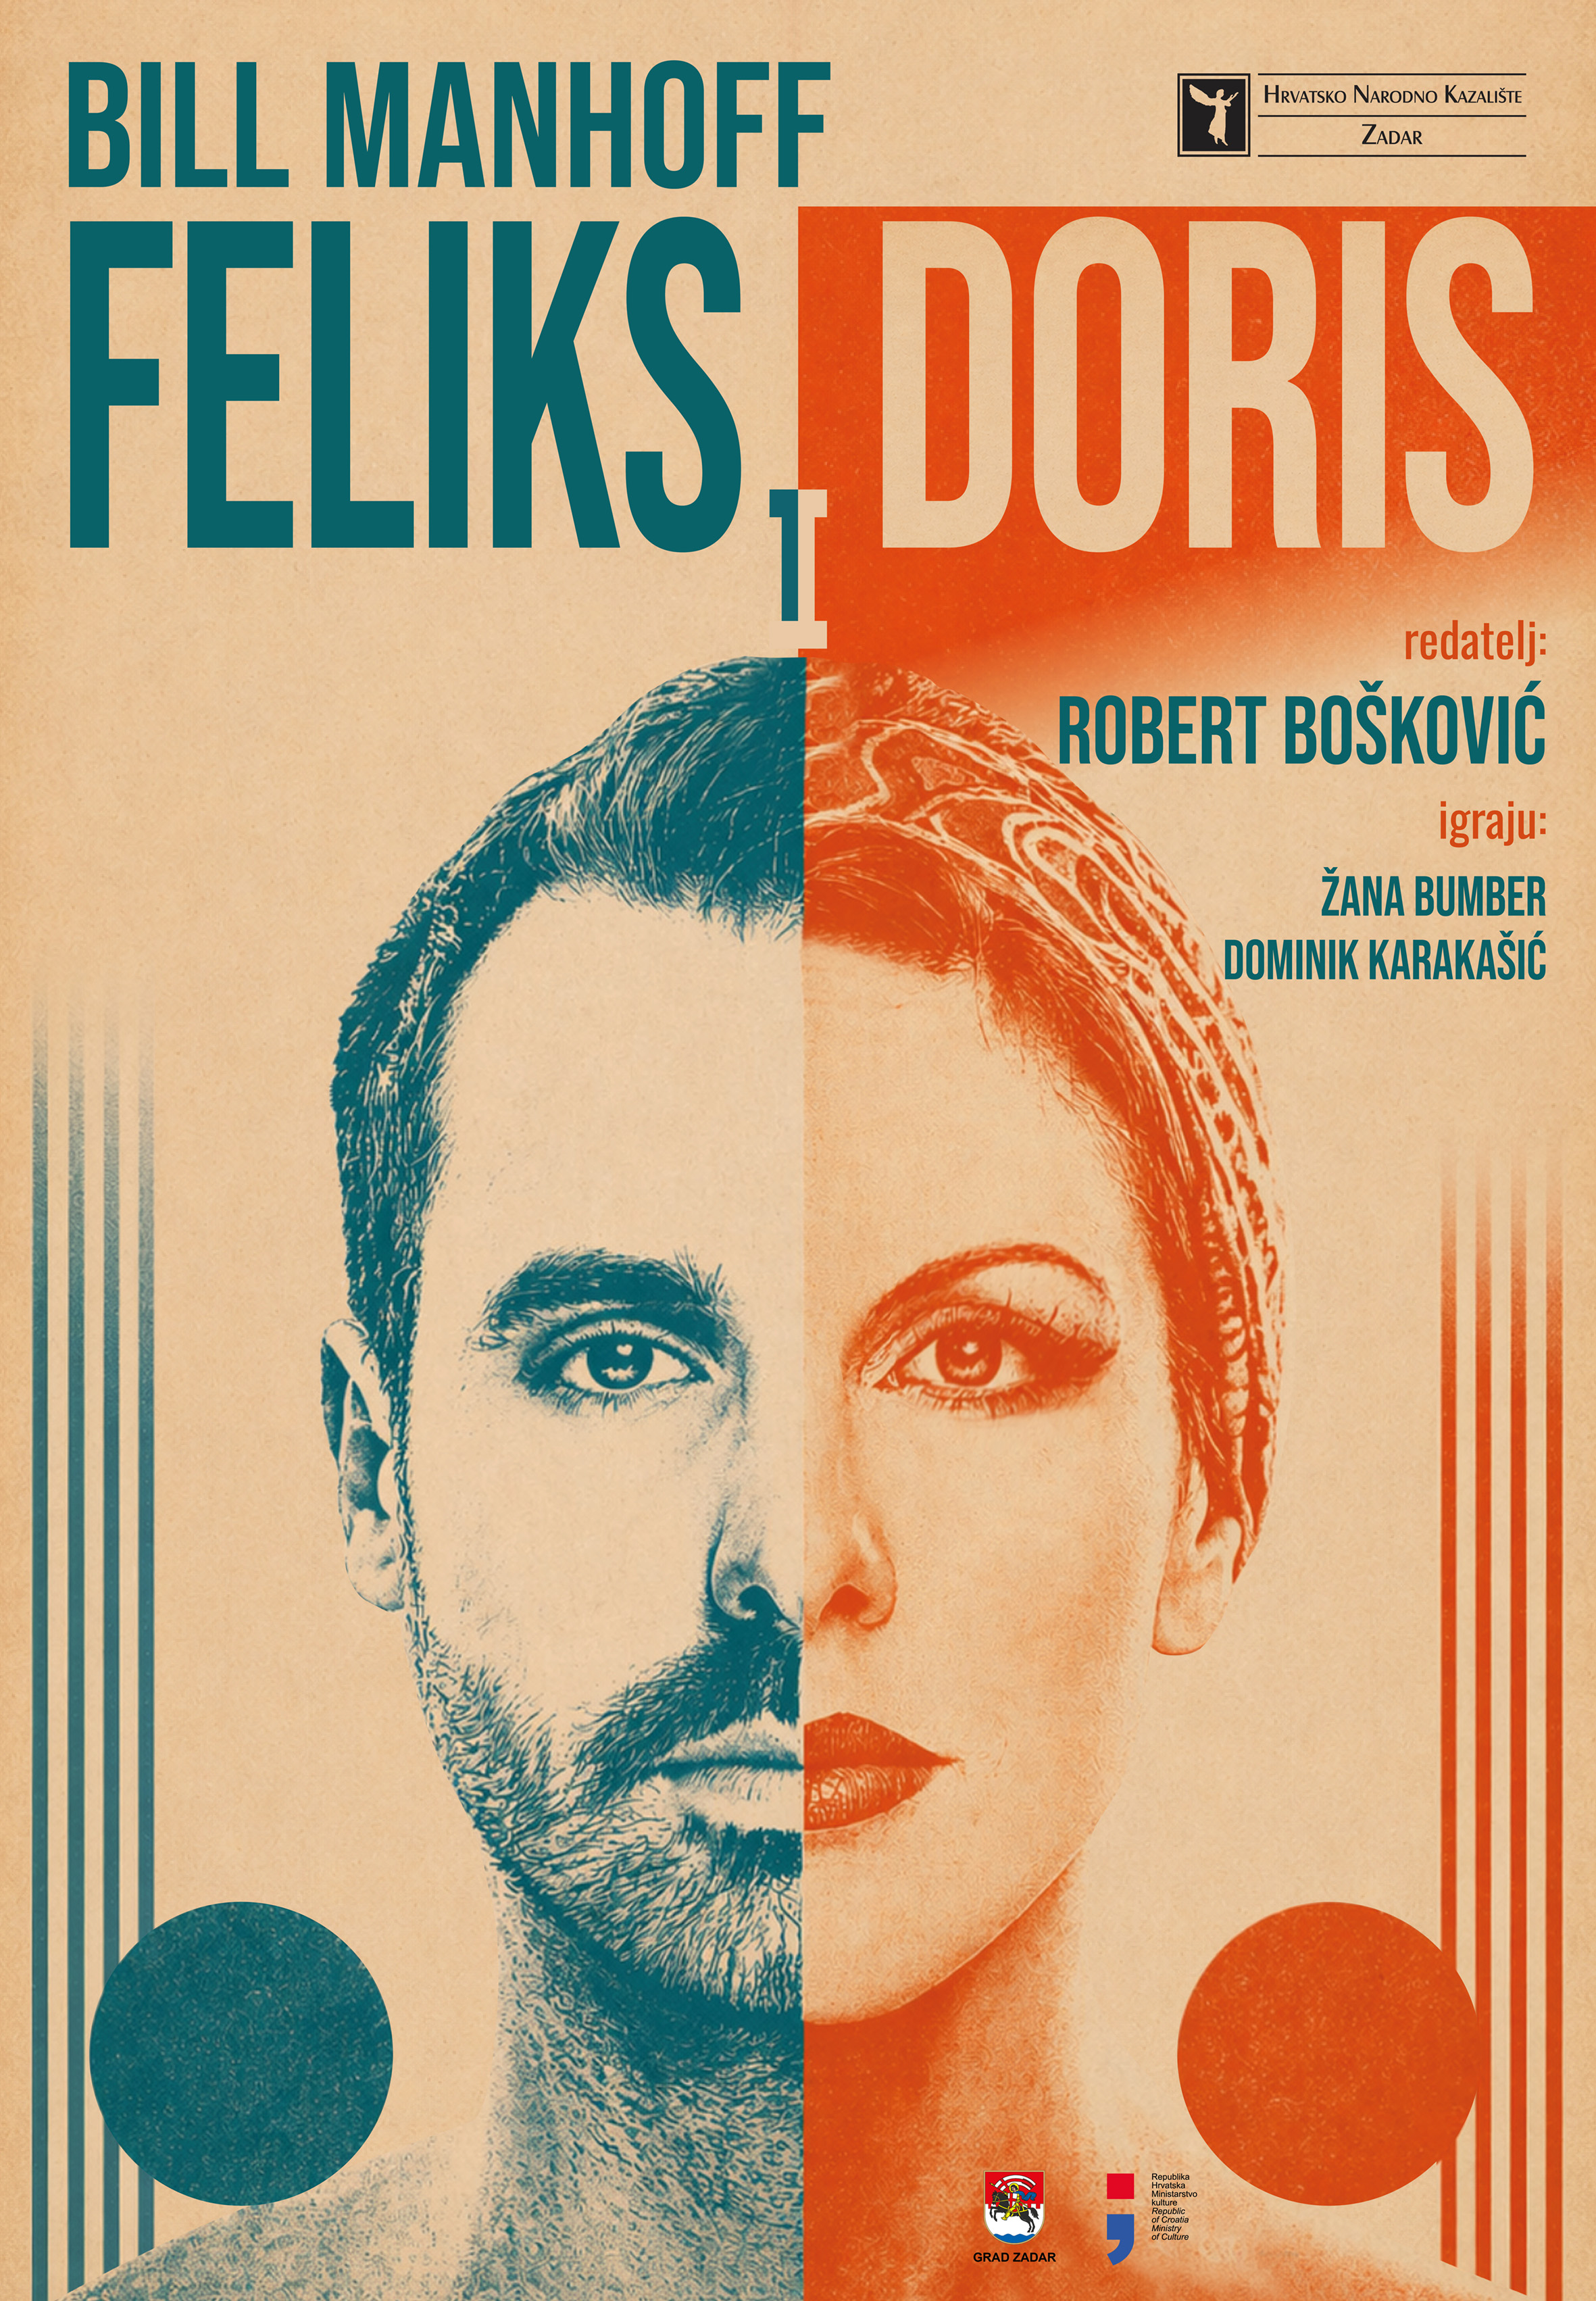 BILL MANHOFF
HRVATSKO NARODNO KAZALIŠTE
ZADAR
FELIKS I DORIS
redatelj:
ROBERT BOŠKOVIĆ
igraju:
ŽANA BUMBER
DOMINIK KARAKAŠIĆ
GRAD ZADAR
Republika
Hrvatska
Ministarstvo
kulture
Republic
of Croatia
Ministry
of Culture